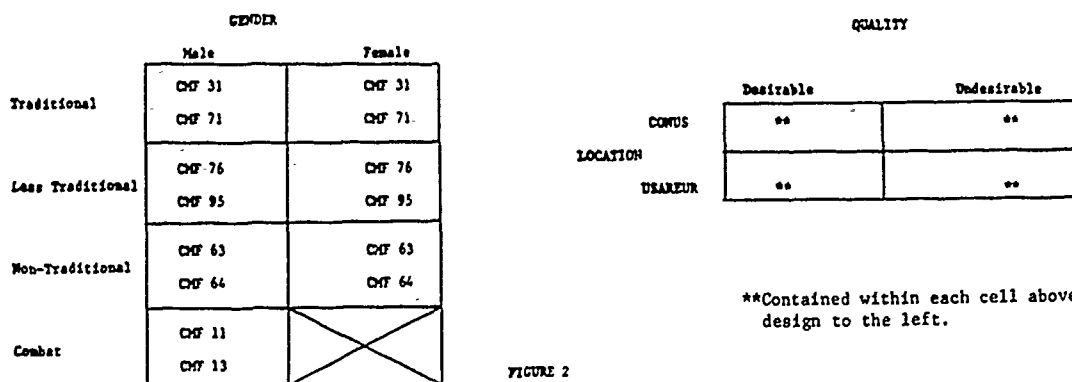 GENDER
Male Female
Traditional
CMF 31 CMF 31
CMF 71 CMF 71
Less Traditional
CMF 76 CMF 76
CMF 95 CMF 95
Non-Traditional
CMF 63 CMF 63
CMF 64 CMF 64
Combat
CMF 11
CMF 13
QUALITY
Desirable Undesirable
CONUS ** **
LOCATION
USAREUR ** **
**Contained within each cell above
design to the left.
FIGURE 2